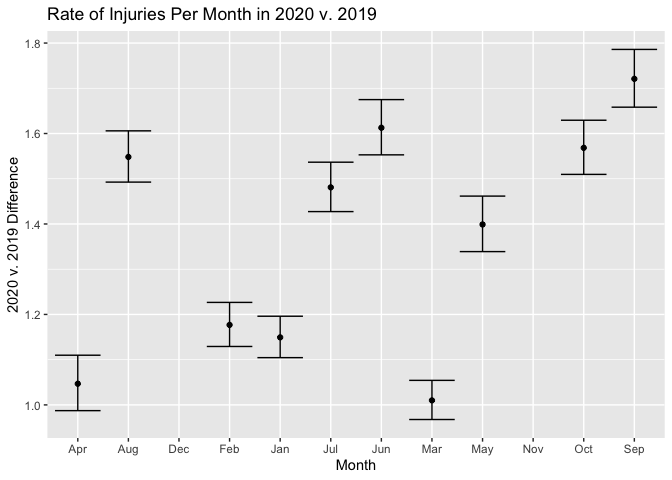 Rate of Injuries Per Month in 2020 v. 2019
2020 v. 2019 Difference
1.8
1.6
1.4
1.2
1.0
Apr Aug Dec Feb Jan Jul Jun Mar May Nov Oct Sep
Month